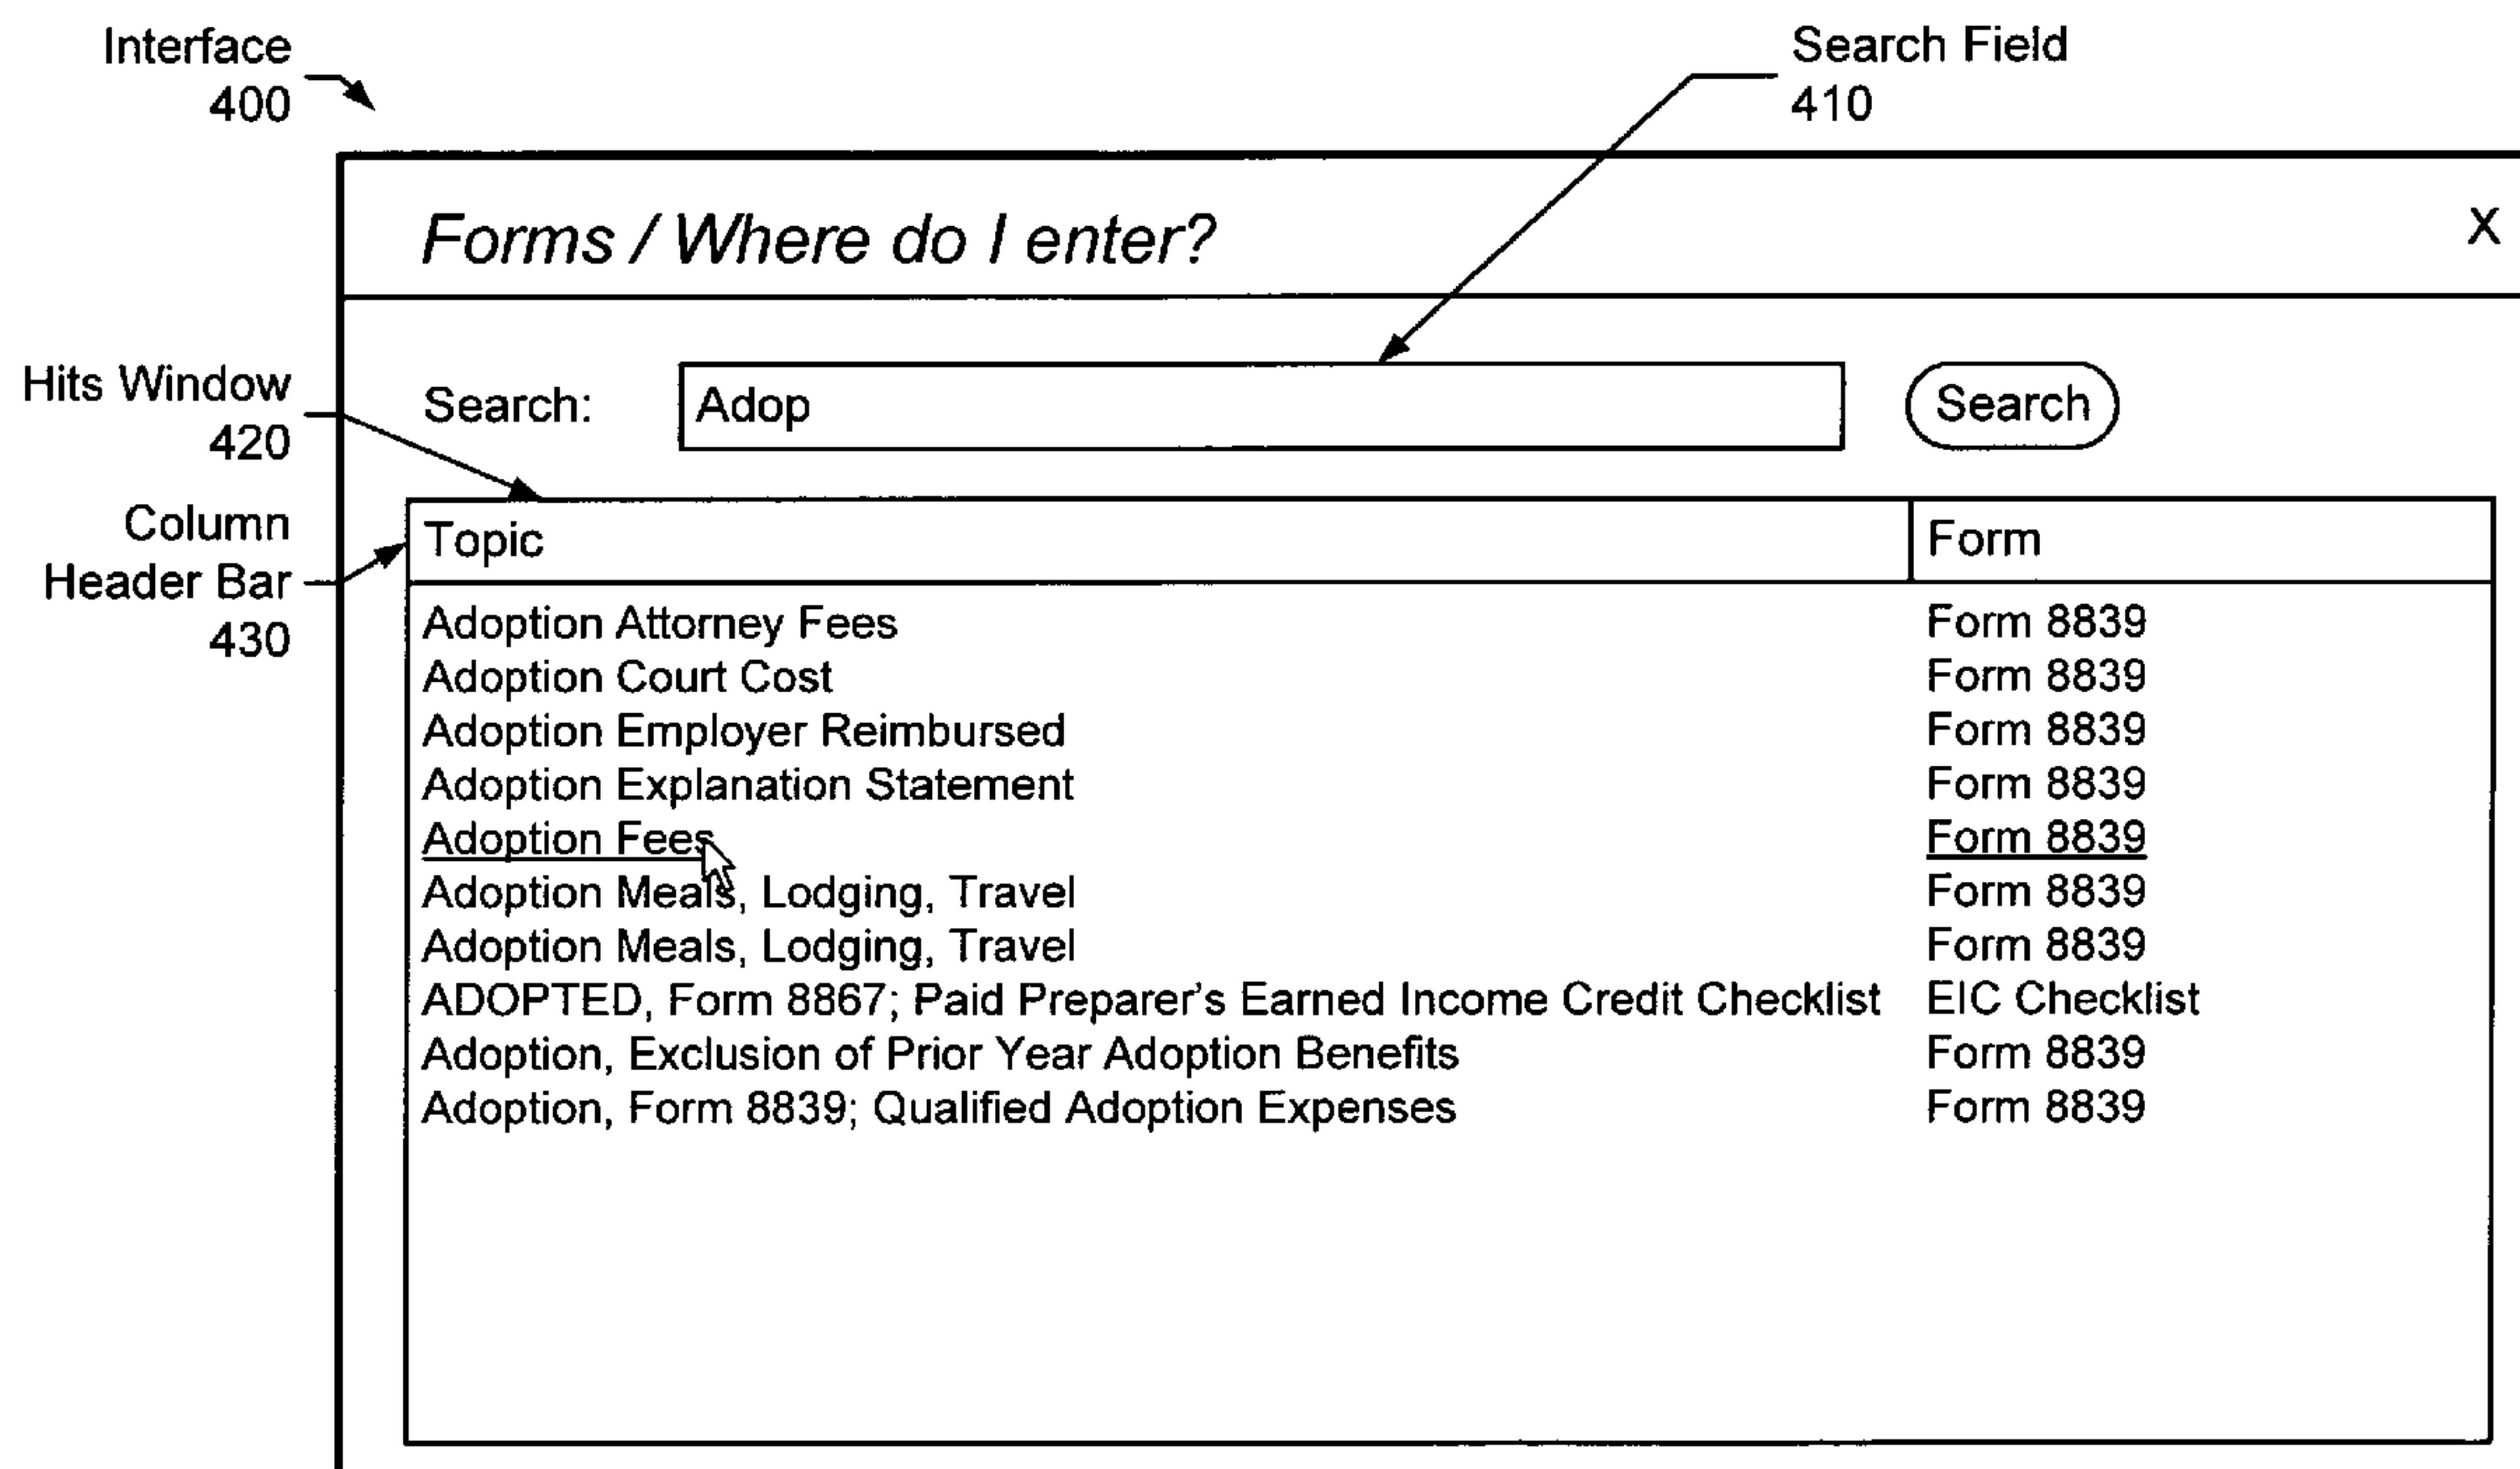 Interface
400
Search Field
410
Forms / Where do I enter?
X
Hits Window
420
Search:
Adop
Search
Column
Header Bar
430
Topic
Form
Adoption Attorney Fees
Form 8839
Adoption Court Cost
Form 8839
Adoption Employer Reimbursed
Form 8839
Adoption Explanation Statement
Form 8839
Adoption Fees
Form 8839
Adoption Meals, Lodging, Travel
Form 8839
Adoption Meals, Lodging, Travel
Form 8839
ADOPTED, Form 8867; Paid Preparer's Earned Income Credit Checklist
EIC Checklist
Adoption, Exclusion of Prior Year Adoption Benefits
Form 8839
Adoption, Form 8839; Qualified Adoption Expenses
Form 8839